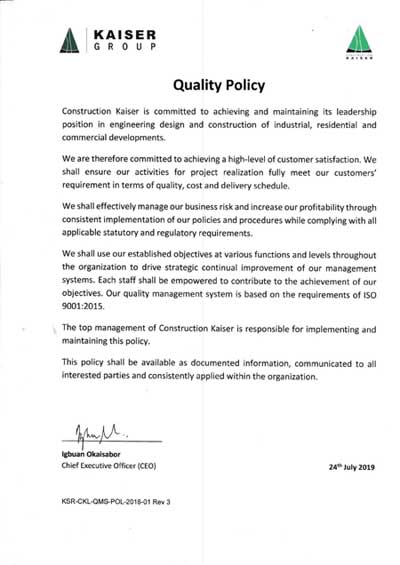 KAISER
GROUP
KAISER
Quality Policy
Construction Kaiser is committed to achieving and maintaining its leadership
position in engineering design and construction of industrial, residential and
commercial developments.
We are therefore committed to achieving a high-level of customer satisfaction. We
shall ensure our activities for project realization fully meet our customers’
requirement in terms of quality, cost and delivery schedule.
We shall effectively manage our business risk and increase our profitability through
consistent implementation of our policies and procedures while complying with all
applicable statutory and regulatory requirements.
We shall use our established objectives at various functions and levels throughout
the organization to drive strategic continual improvement of our management
systems. Each staff shall be empowered to contribute to the achievement of our
objectives. Our quality management system is based on the requirements of ISO
9001:2015.
The top management of Construction Kaiser is responsible for implementing and
maintaining this policy.
This policy shall be available as documented information, communicated to all
interested parties and consistently applied within the organization.
Igbuan Okaisabor
Chief Executive Officer (CEO)
24th July 2019
KSR-CKL-QMS-POL-2016-01 Rev 3